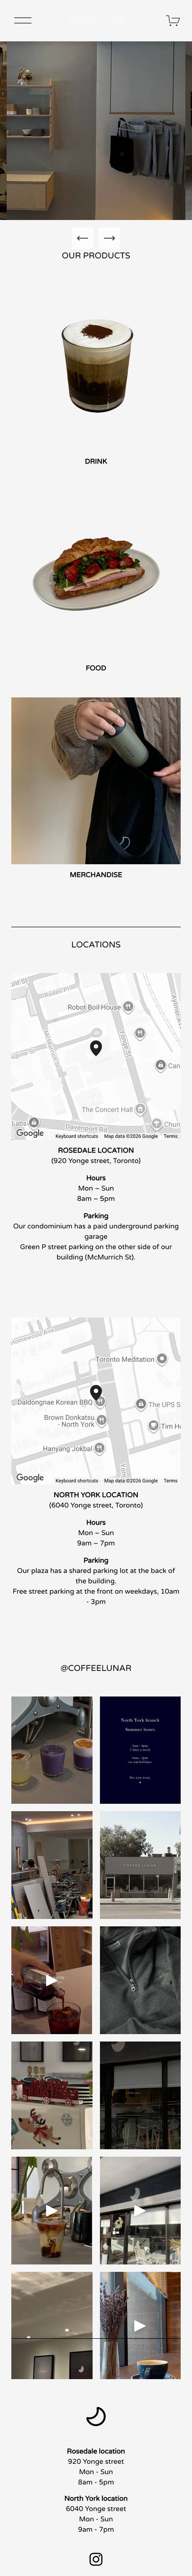 OUR PRODUCTS
DRINK
FOOD
MERCHANDISE
LOCATIONS
Robot Boil House
Yonge St
The Concert Hall
Davenport Rd
Google
Keyboard shortcuts Map data ©2026 Google Terms
ROSEDALE LOCATION
(920 Yonge street, Toronto)
Hours
Mon – Sun
8am – 5pm
Parking
Our condominium has a paid underground parking
garage
Green P street parking on the other side of our
building (McMurrich St).
Toronto Meditation
Daldongnae Korean BBQ
The UPS S
Brown Donkatsu
- North York
Tim Ho
Hanyang Jokbal
Google
Keyboard shortcuts Map data ©2026 Google Terms
NORTH YORK LOCATION
(6040 Yonge street, Toronto)
Hours
Mon – Sun
9am – 7pm
Parking
Our plaza has a shared parking lot at the back of
the building.
Free street parking at the front on weekdays, 10am
- 3pm
@COFFEELUNAR
North York branch
Summer hours
COFFEE LUNAR
Rosedale location
920 Yonge street
Mon - Sun
8am - 5pm
North York location
6040 Yonge street
Mon - Sun
9am - 7pm